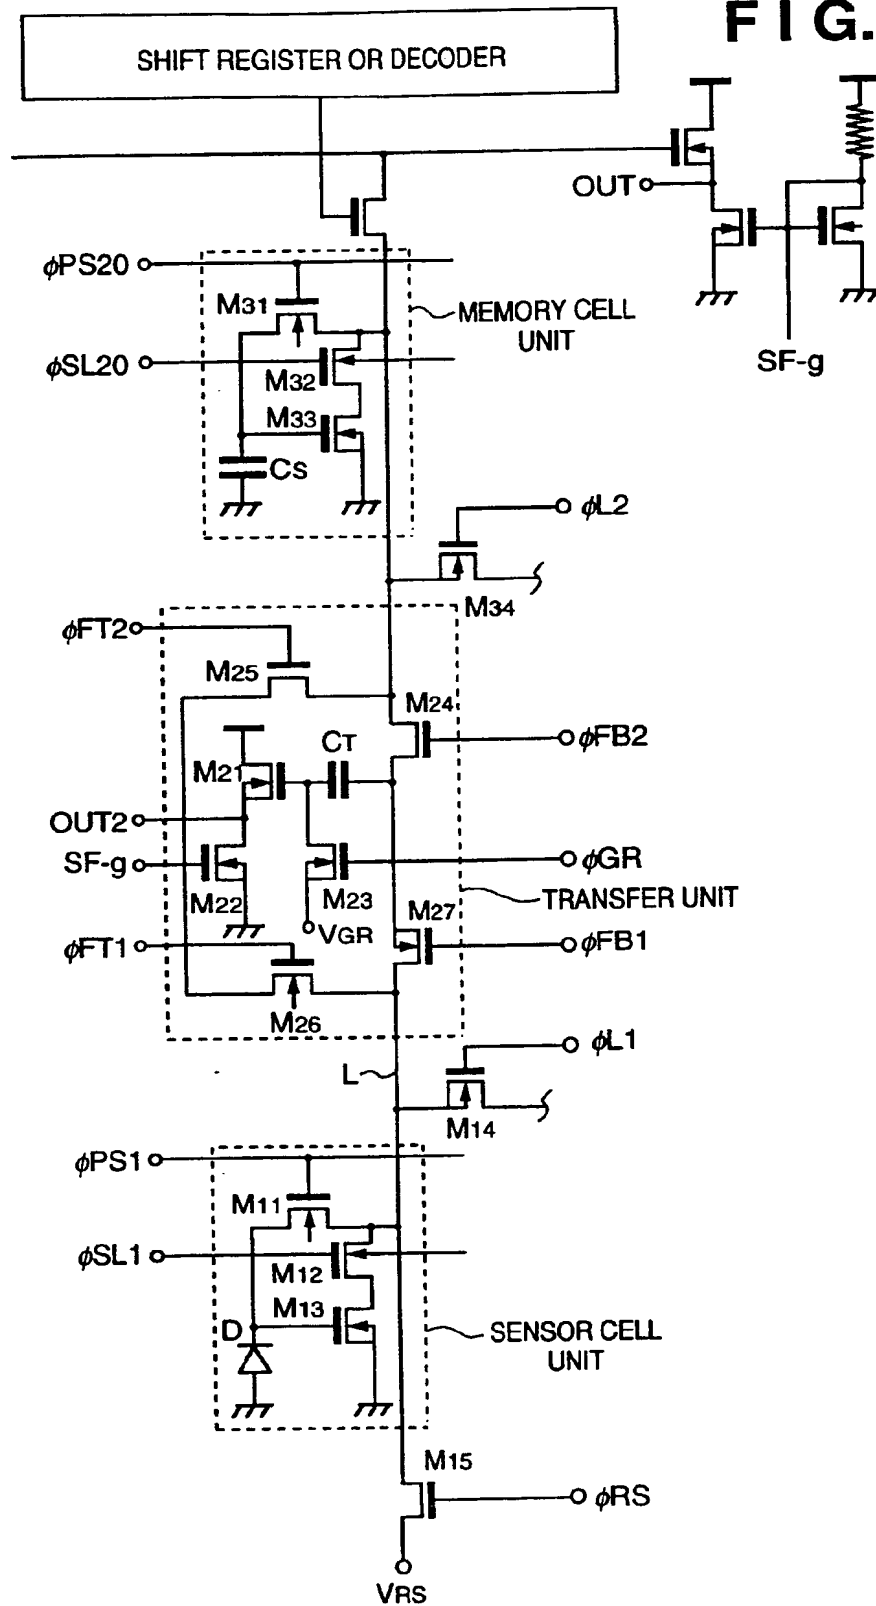 FIG.
SHIFT REGISTER OR DECODER
OUT
SF-g
ϕPS20
M31
MEMORY CELL
UNIT
ϕSL20
M32
M33
Cs
ϕL2
M34
ϕFT2
M25
M24
ϕFB2
CT
M21
OUT2
SF-g
ϕGR
M22
M23
TRANSFER UNIT
VGR
M27
ϕFT1
ϕFB1
M26
ϕL1
L
M14
ϕPS1
M11
ϕSL1
M12
M13
D
SENSOR CELL
UNIT
M15
ϕRS
VRS